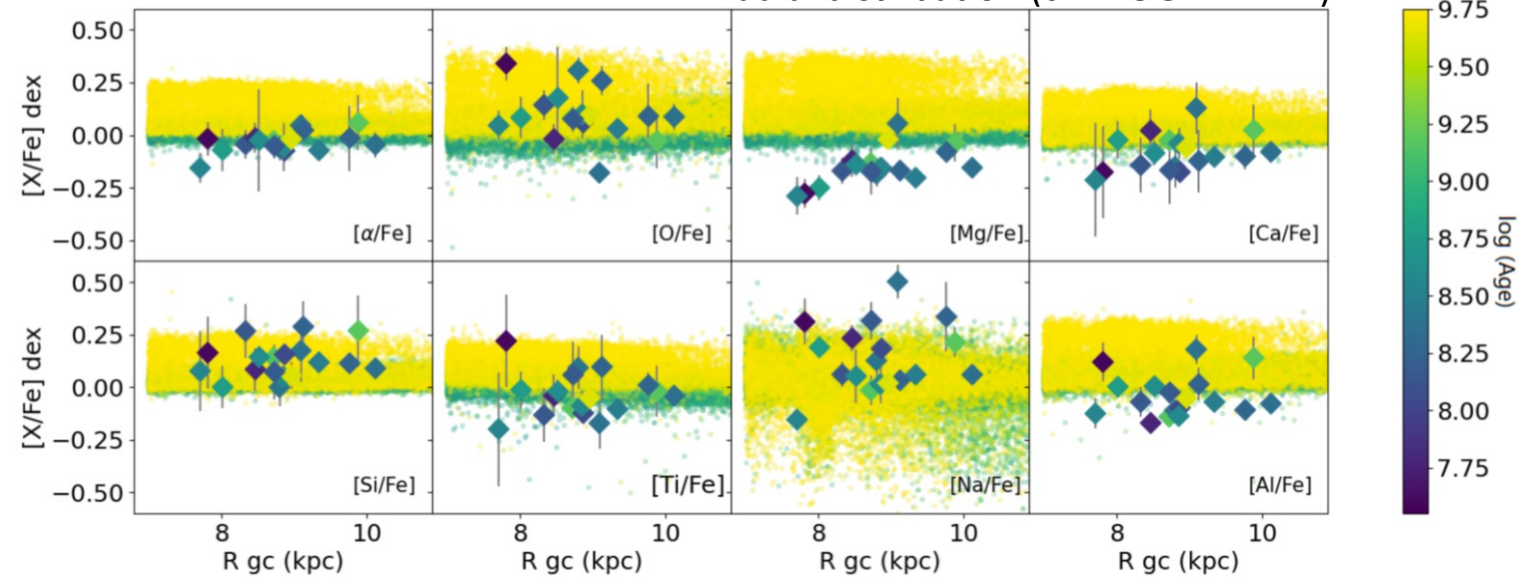 9.75
0.50
0.25
0.00
−0.25
−0.50
[X/Fe] dex
[α/Fe]
[O/Fe]
[Mg/Fe]
[Ca/Fe]
9.50
9.25
9.00
8.75
8.50
8.25
8.00
7.75
log (Age)
0.50
0.25
0.00
−0.25
−0.50
[X/Fe] dex
[Si/Fe]
[Ti/Fe]
[Na/Fe]
[Al/Fe]
8 10 8 10 8 10 8 10
R gc (kpc) R gc (kpc) R gc (kpc) R gc (kpc)